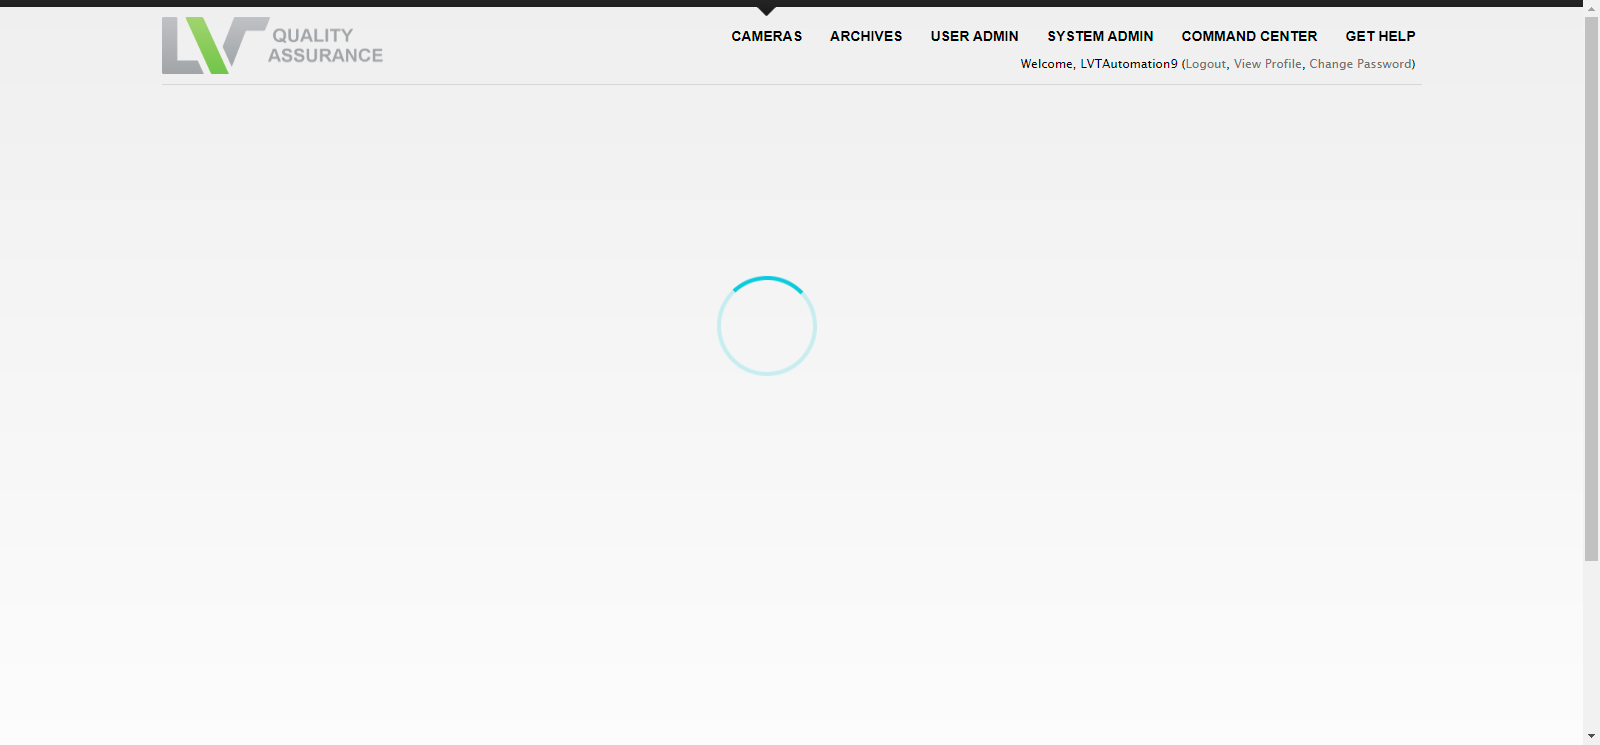 LVT QUALITY
ASSURANCE
CAMERAS ARCHIVES USER ADMIN SYSTEM ADMIN COMMAND CENTER GET HELP
Welcome, LVTAutomation9 (Logout, View Profile, Change Password)